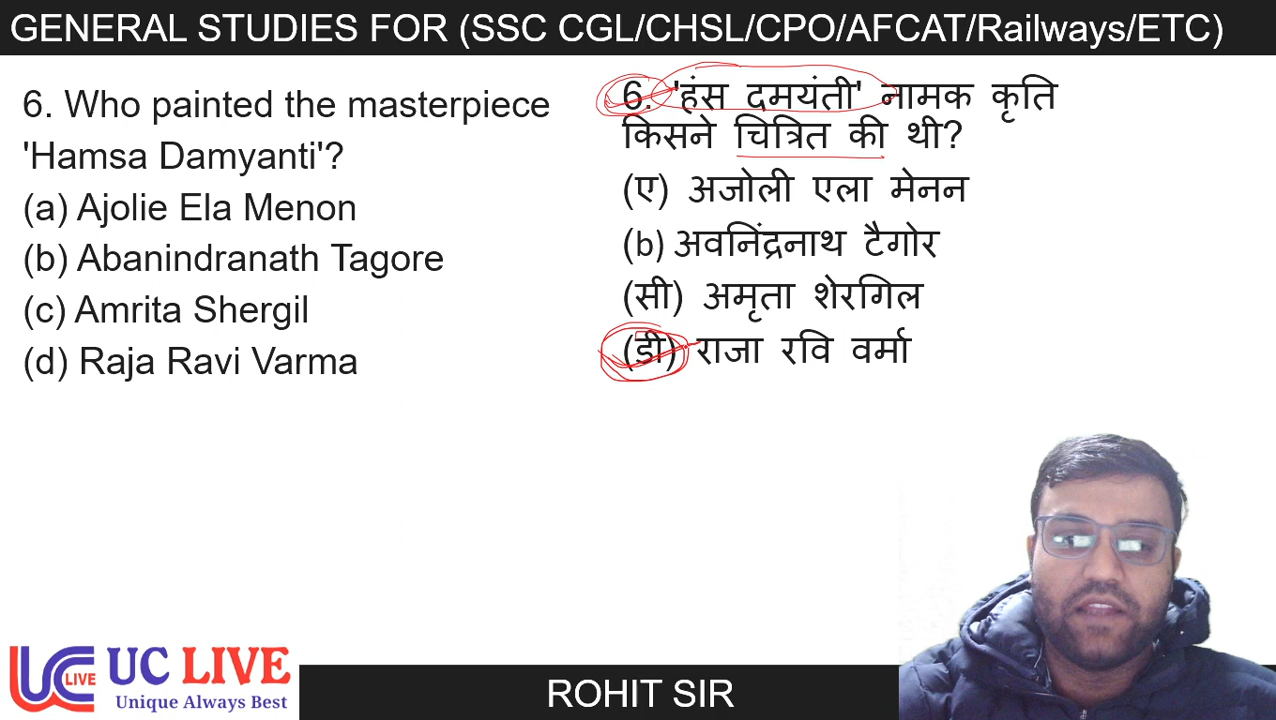 GENERAL STUDIES FOR (SSC CGL/CHSL/CPO/AFCAT/Railways/ETC)
6. Who painted the masterpiece
'Hamsa Damyanti'?
(a) Ajolie Ela Menon
(b) Abanindranath Tagore
(c) Amrita Shergil
(d) Raja Ravi Varma
6. 'हंस दमयंती' नामक कृति
किसने चित्रित की थी?
(ए) अजोली एला मेनन
(b) अवनिंद्रनाथ टैगोर
(सी) अमृता शेरगिल
(डी) राजा रवि वर्मा
UC LIVE
LIVE
Unique Always Best
ROHIT SIR